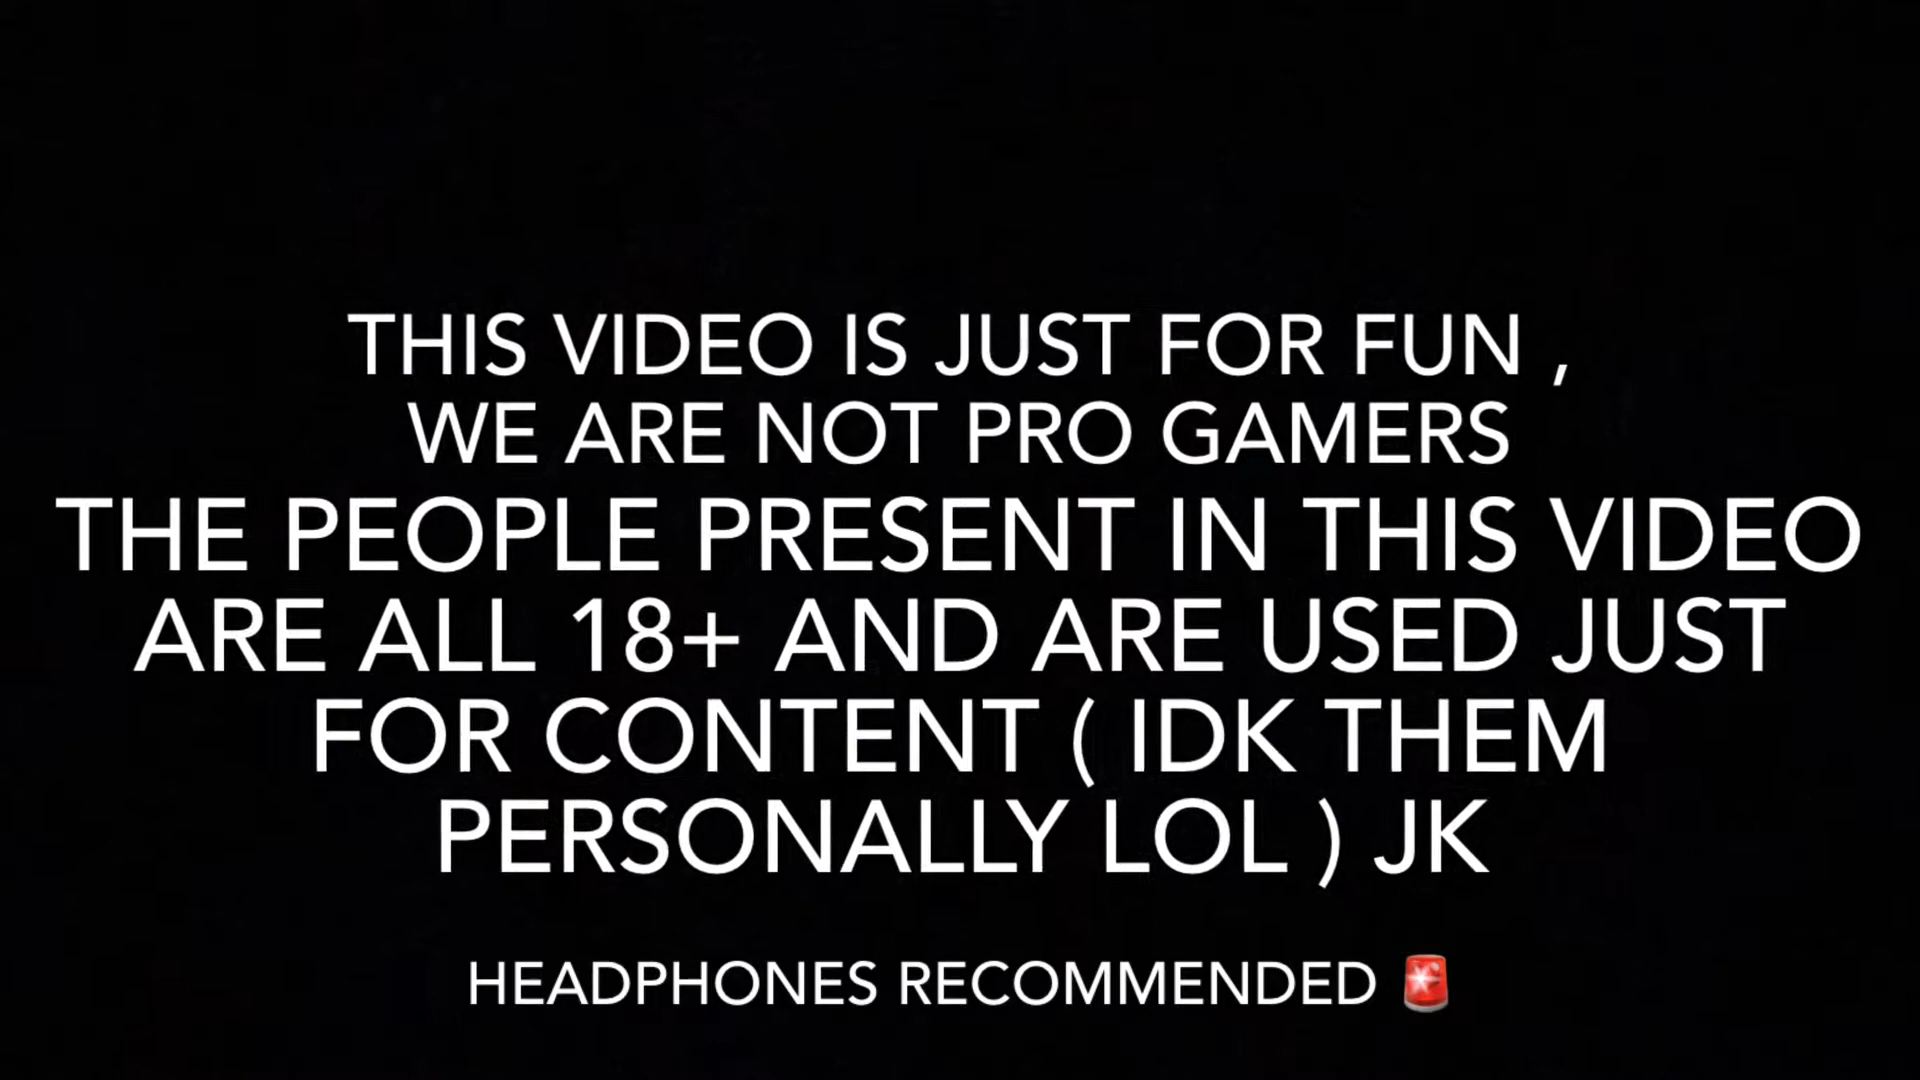 THIS VIDEO IS JUST FOR FUN ,
WE ARE NOT PRO GAMERS
THE PEOPLE PRESENT IN THIS VIDEO
ARE ALL 18+ AND ARE USED JUST
FOR CONTENT ( IDK THEM
PERSONALLY LOL ) JK
HEADPHONES RECOMMENDED 🚨